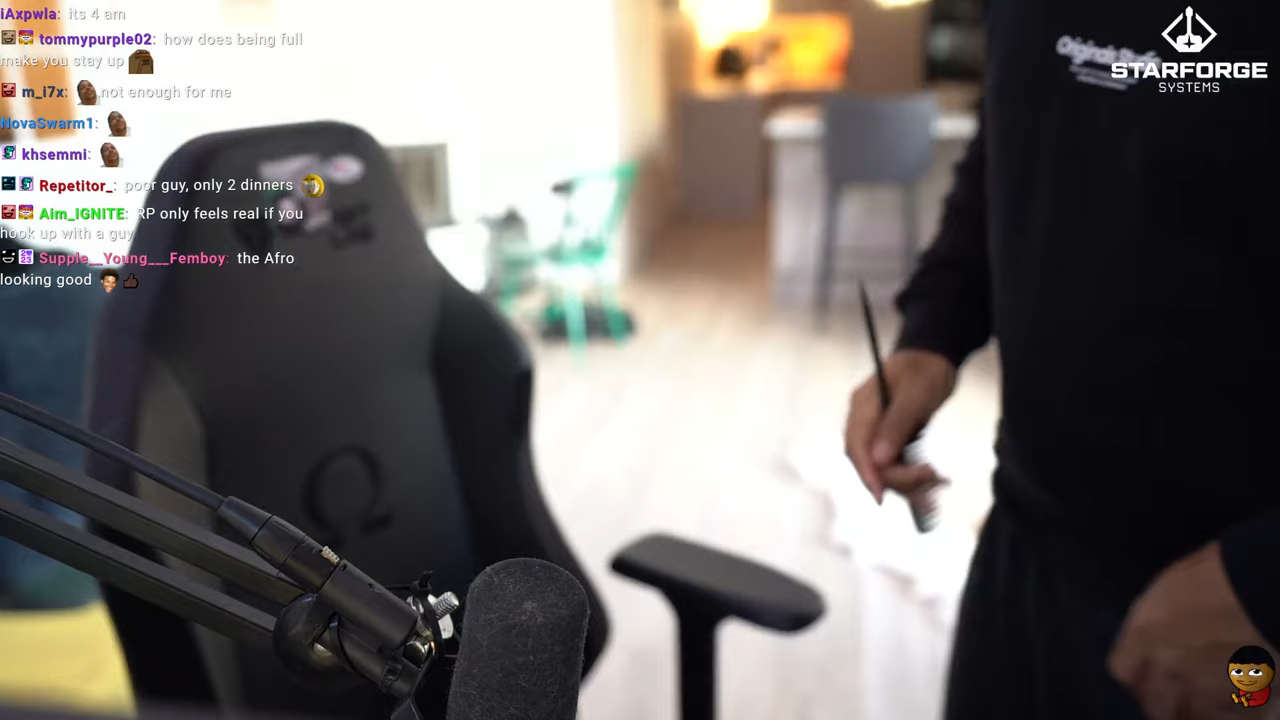 iAxpwla: its 4 am
tommypurple02: how does being full
make you stay up
m_i7x: not enough for me
NovaSwarm1:
khsemmi:
Repetitor_: poor guy, only 2 dinners
Aim_IGNITE: RP only feels real if you
hook up with a guy
Supple__Young___Femboy: the Afro
looking good
Originals
STARFORGE
SYSTEMS